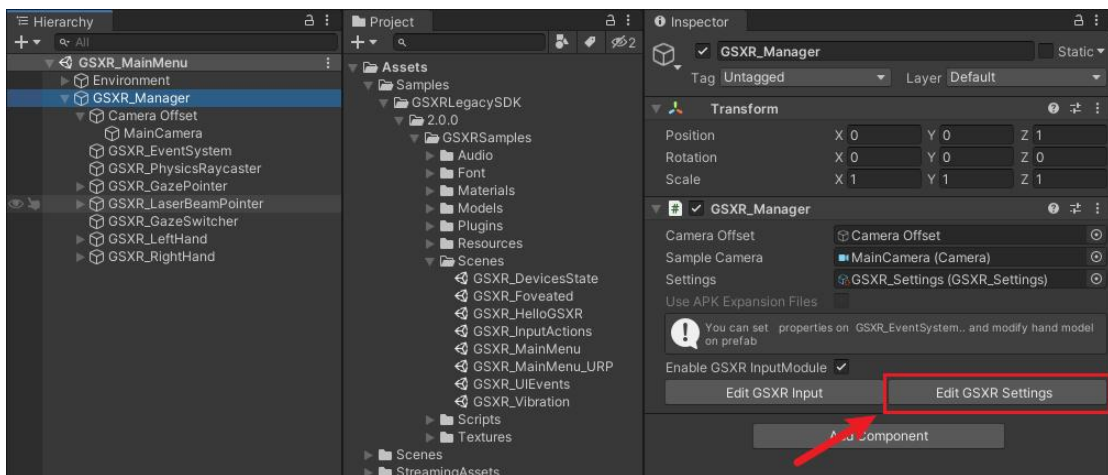 Hierarchy
All
GSXR_MainMenu
Environment
GSXR_Manager
Camera Offset
MainCamera
GSXR_EventSystem
GSXR_PhysicsRaycaster
GSXR_GazePointer
GSXR_LaserBeamPointer
GSXR_GazeSwitcher
GSXR_LeftHand
GSXR_RightHand
Project
2
Assets
Samples
GSXRLegacySDK
2.0.0
GSXRSamples
Audio
Font
Materials
Models
Plugins
Resources
Scenes
GSXR_DevicesState
GSXR_Foveated
GSXR_HelloGSXR
GSXR_InputActions
GSXR_MainMenu
GSXR_MainMenu_URP
GSXR_UIEvents
GSXR_Vibration
Scripts
Textures
Scenes
StreamingAssets
Inspector
GSXR_Manager Static
Tag Untagged Layer Default
Transform
Position X 0 Y 0 Z 1
Rotation X 0 Y 0 Z 0
Scale X 1 Y 1 Z 1
# GSXR_Manager
Camera Offset Camera Offset
Sample Camera MainCamera (Camera)
Settings GSXR_Settings (GSXR_Settings)
Use APK Expansion Files
You can set properties on GSXR_EventSystem.. and modify hand model
on prefab
Enable GSXR InputModule
Edit GSXR Input Edit GSXR Settings
Component